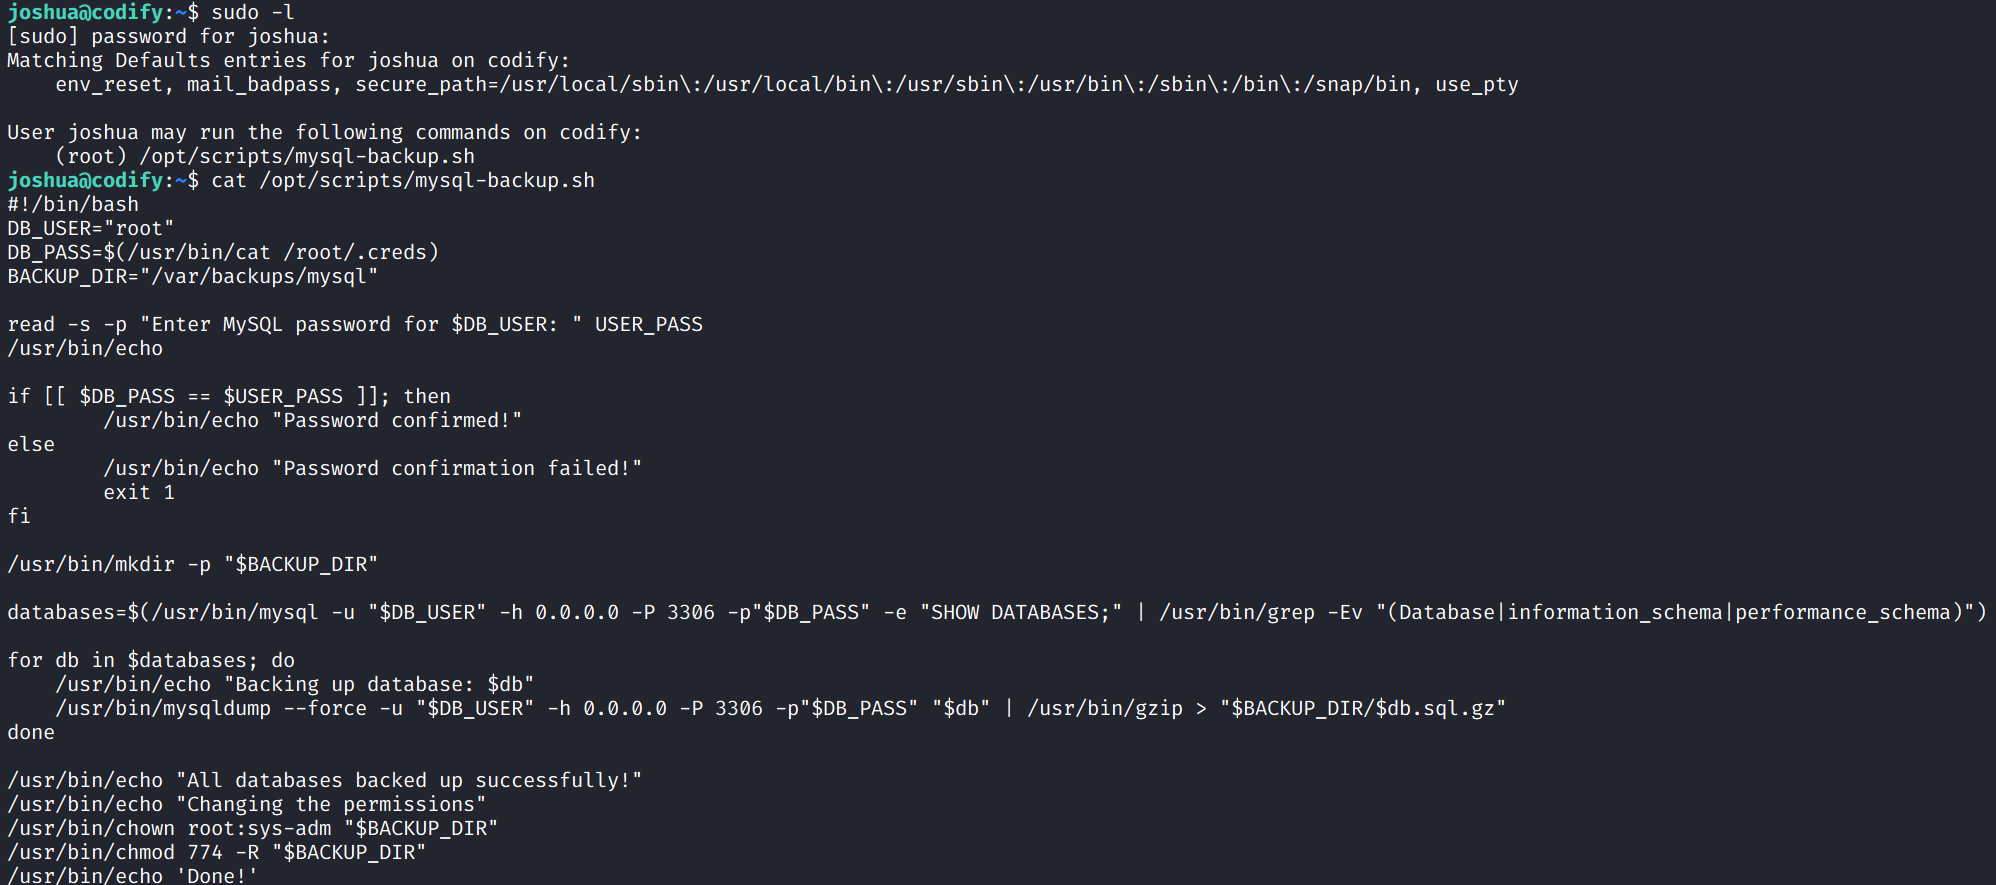 joshua@codify:~$ sudo -l
[sudo] password for joshua:
Matching Defaults entries for joshua on codify:
    env_reset, mail_badpass, secure_path=/usr/local/sbin\:/usr/local/bin\:/usr/sbin\:/usr/bin\:/sbin\:/bin\:/snap/bin, use_pty

User joshua may run the following commands on codify:
    (root) /opt/scripts/mysql-backup.sh
joshua@codify:~$ cat /opt/scripts/mysql-backup.sh
#!/bin/bash
DB_USER="root"
DB_PASS=$(/usr/bin/cat /root/.creds)
BACKUP_DIR="/var/backups/mysql"

read -s -p "Enter MySQL password for $DB_USER: " USER_PASS
/usr/bin/echo

if [[ $DB_PASS == $USER_PASS ]]; then
        /usr/bin/echo "Password confirmed!"
else
        /usr/bin/echo "Password confirmation failed!"
        exit 1
fi

/usr/bin/mkdir -p "$BACKUP_DIR"

databases=$(/usr/bin/mysql -u "$DB_USER" -h 0.0.0.0 -P 3306 -p"$DB_PASS" -e "SHOW DATABASES;" | /usr/bin/grep -Ev "(Database|information_schema|performance_schema)")

for db in $databases; do
    /usr/bin/echo "Backing up database: $db"
    /usr/bin/mysqldump --force -u "$DB_USER" -h 0.0.0.0 -P 3306 -p"$DB_PASS" "$db" | /usr/bin/gzip > "$BACKUP_DIR/$db.sql.gz"
done

/usr/bin/echo "All databases backed up successfully!"
/usr/bin/echo "Changing the permissions"
/usr/bin/chown root:sys-adm "$BACKUP_DIR"
/usr/bin/chmod 774 -R "$BACKUP_DIR"
/usr/bin/echo 'Done!'